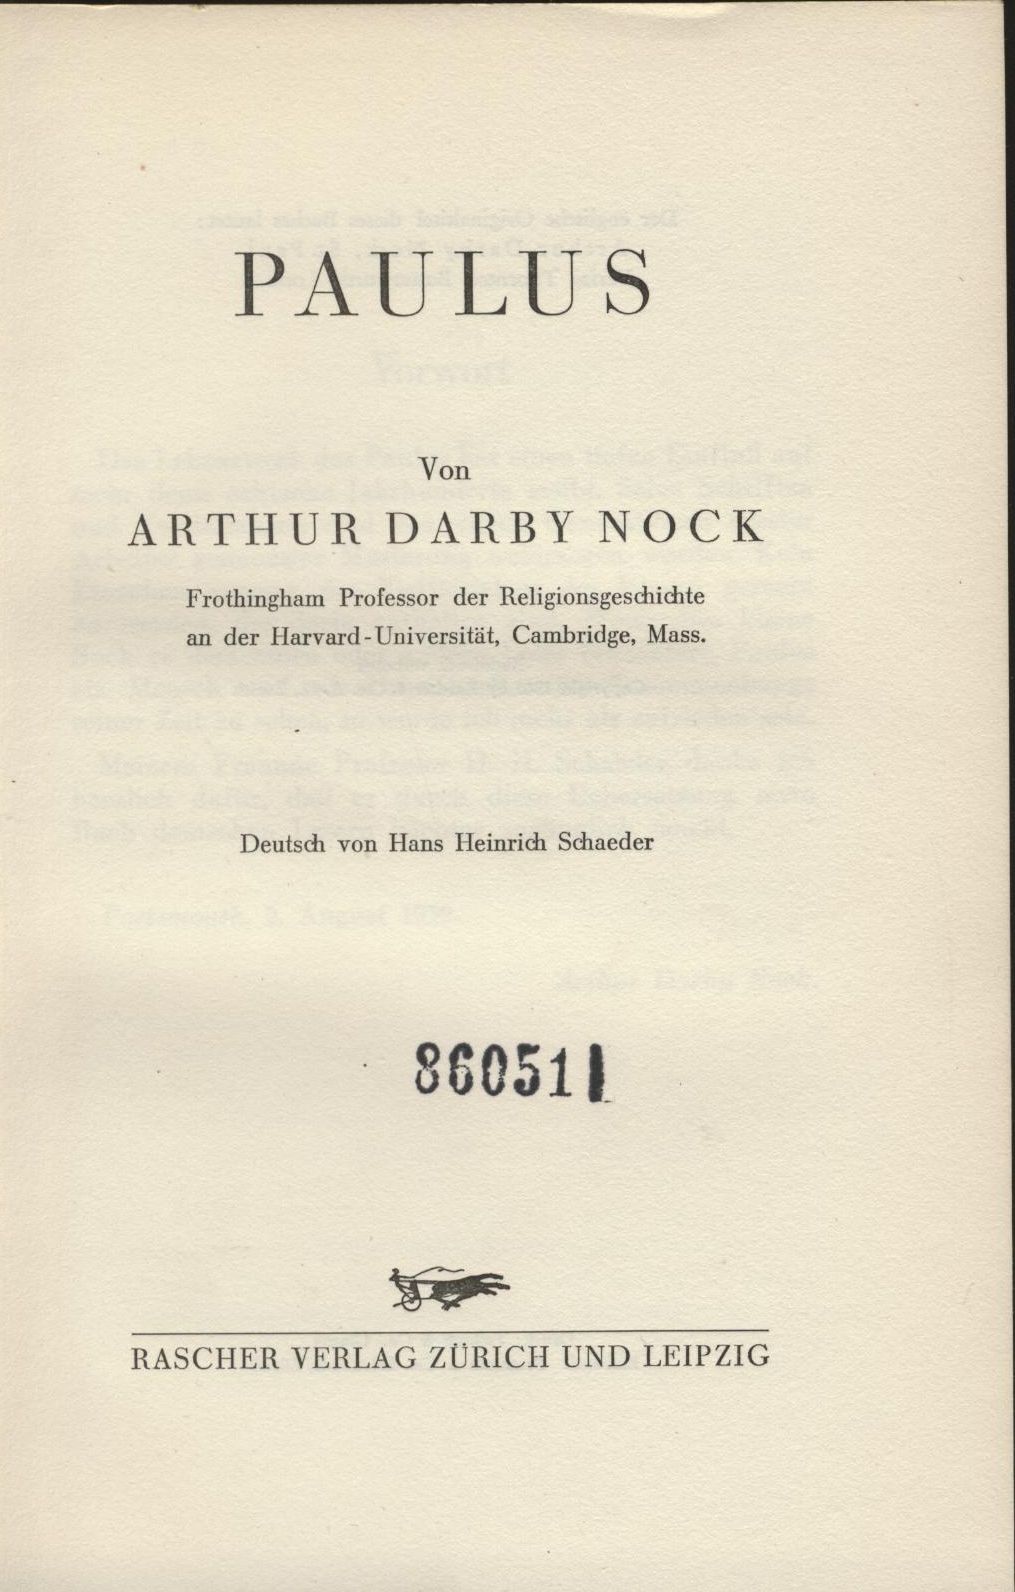 PAULUS
Von
ARTHUR DARBY NOCK
Frothingham Professor der Religionsgeschichte
an der Harvard-Universität, Cambridge, Mass.
Deutsch von Hans Heinrich Schaeder
86051
RASCHER VERLAG ZÜRICH UND LEIPZIG